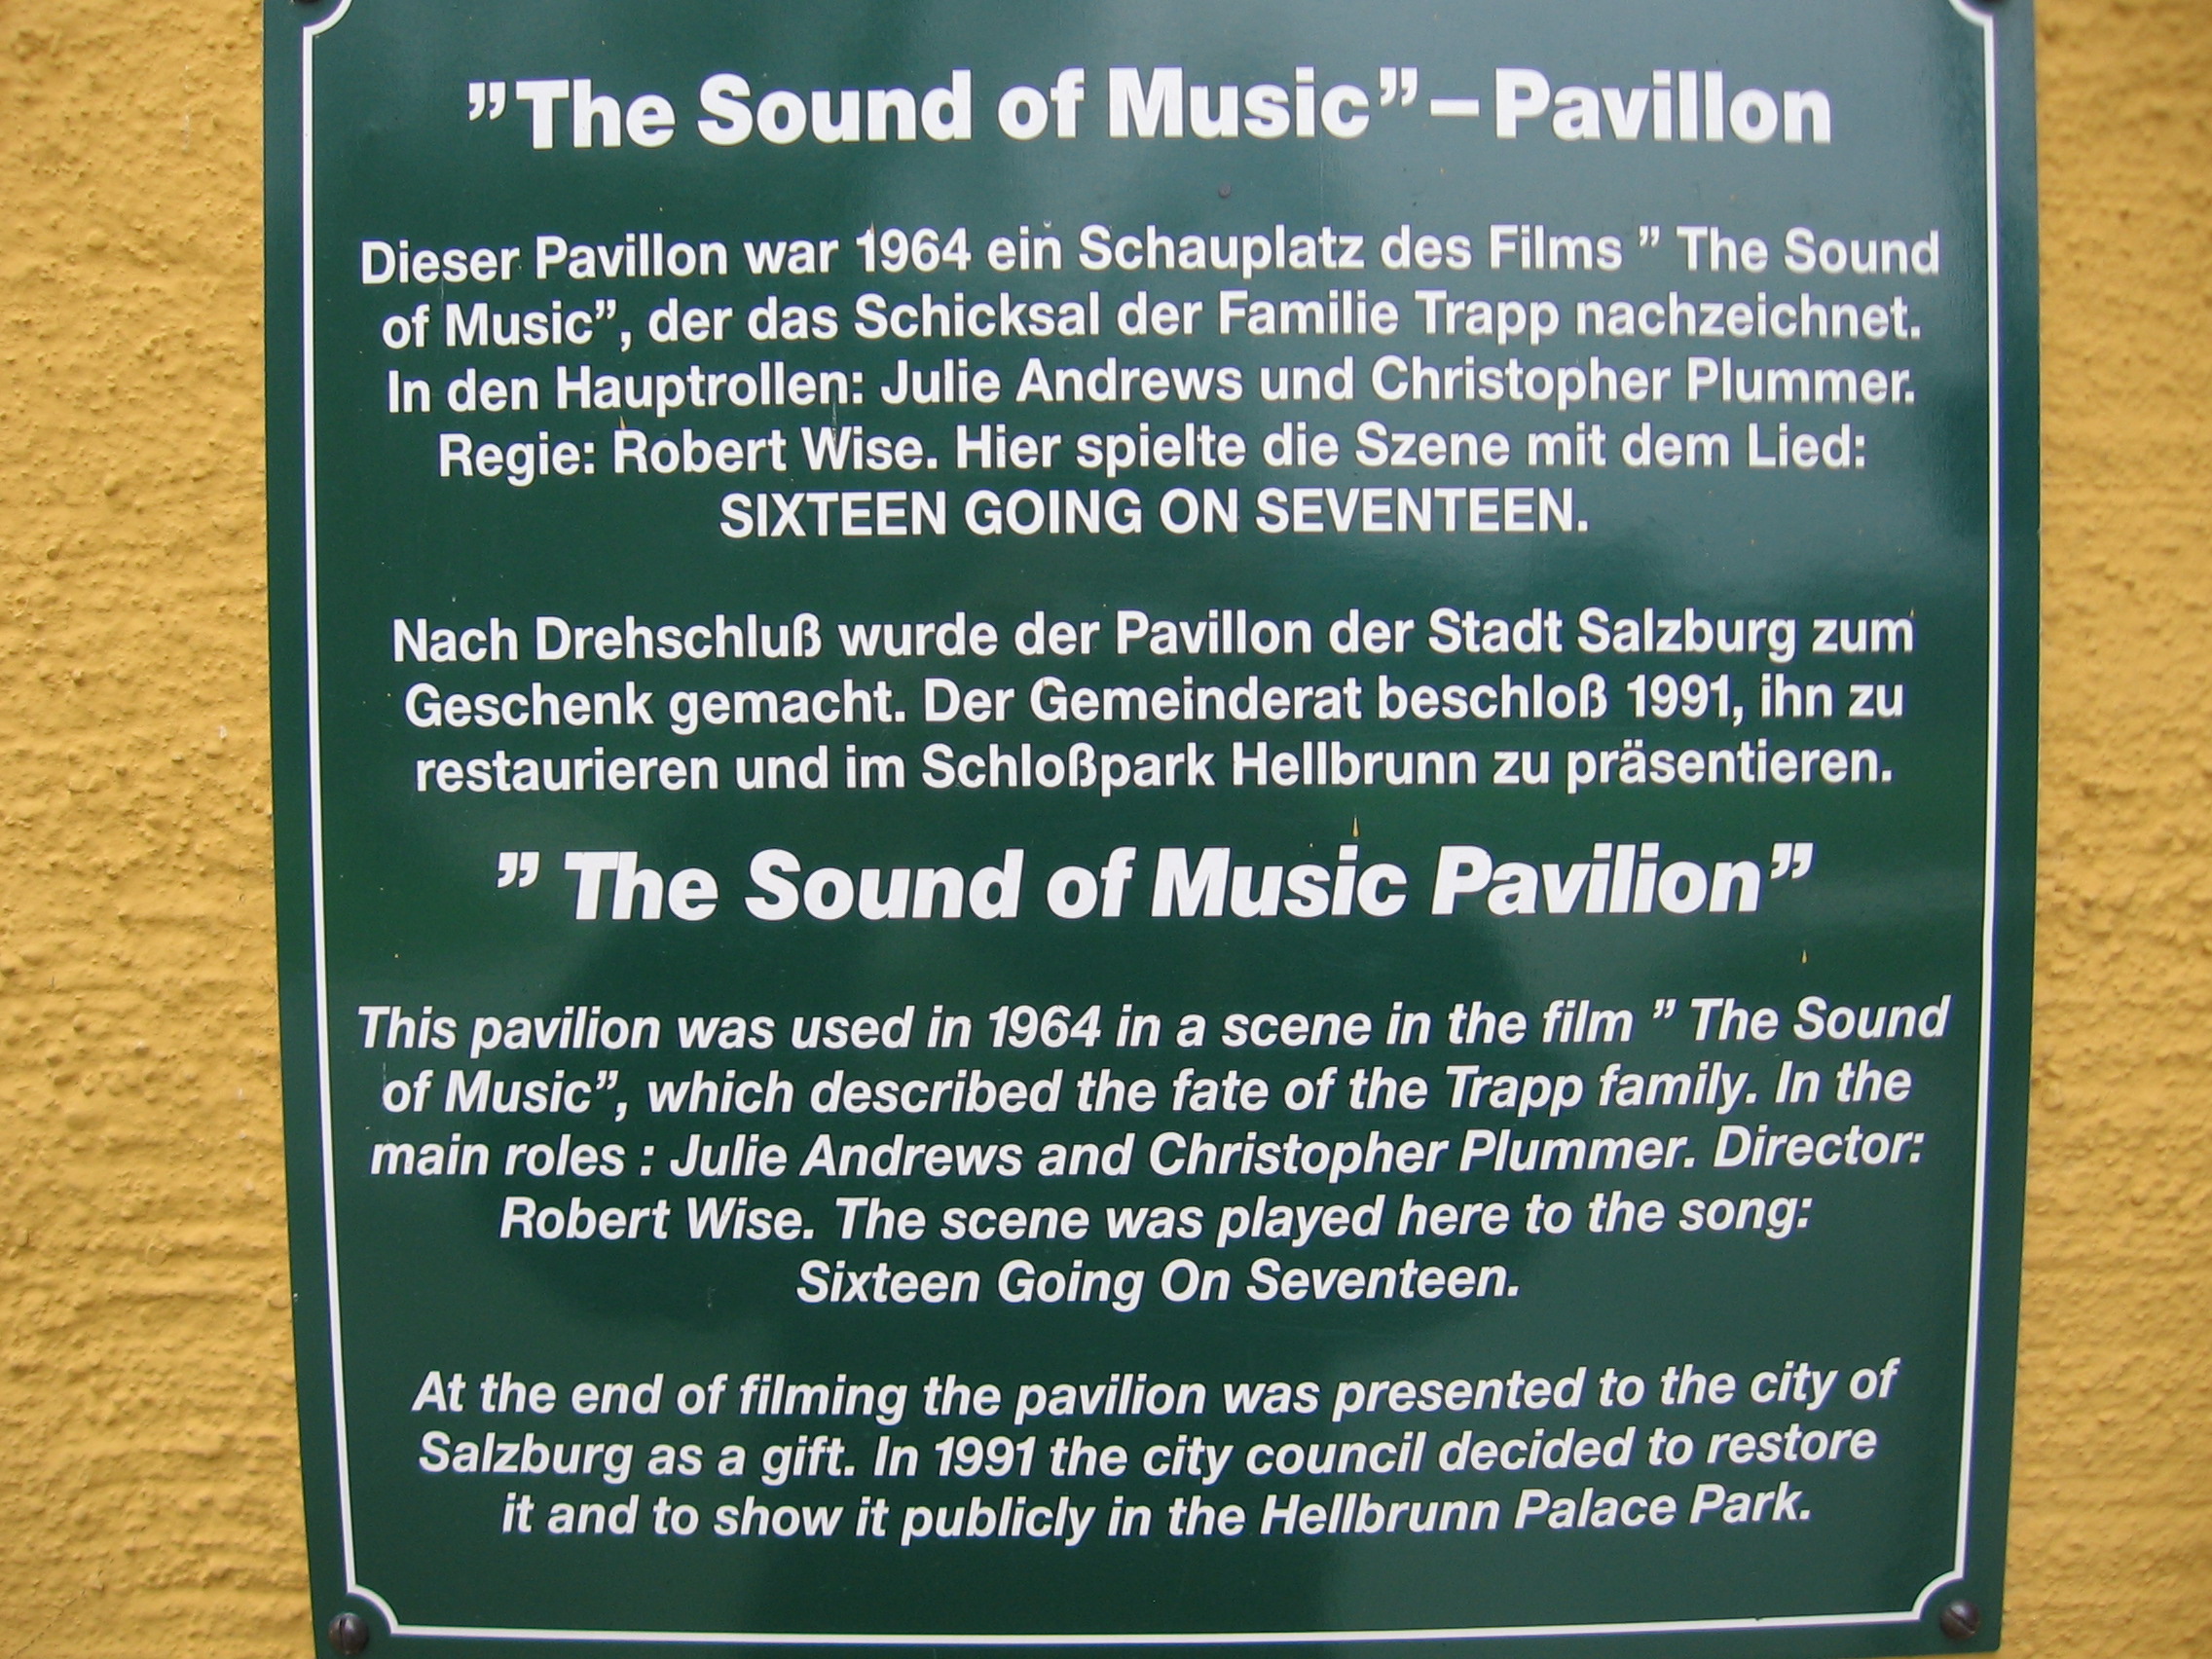 ”The Sound of Music”–Pavillon
Dieser Pavillon war 1964 ein Schauplatz des Films ” The Sound
of Music”, der das Schicksal der Familie Trapp nachzeichnet.
In den Hauptrollen: Julie Andrews und Christopher Plummer.
Regie: Robert Wise. Hier spielte die Szene mit dem Lied:
SIXTEEN GOING ON SEVENTEEN.
Nach Drehschluß wurde der Pavillon der Stadt Salzburg zum
Geschenk gemacht. Der Gemeinderat beschloß 1991, ihn zu
restaurieren und im Schloßpark Hellbrunn zu präsentieren.
” The Sound of Music Pavilion”
This pavilion was used in 1964 in a scene in the film ” The Sound
of Music”, which described the fate of the Trapp family. In the
main roles : Julie Andrews and Christopher Plummer. Director:
Robert Wise. The scene was played here to the song:
Sixteen Going On Seventeen.
At the end of filming the pavilion was presented to the city of
Salzburg as a gift. In 1991 the city council decided to restore
it and to show it publicly in the Hellbrunn Palace Park.